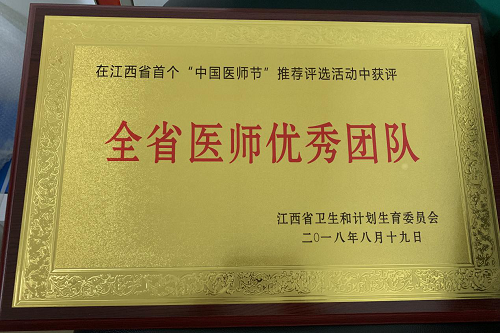 在江西省首个“中国医师节”推荐评选活动中获评
全省医师优秀团队
江西省卫生和计划生育委员会
二〇一八年八月十九日